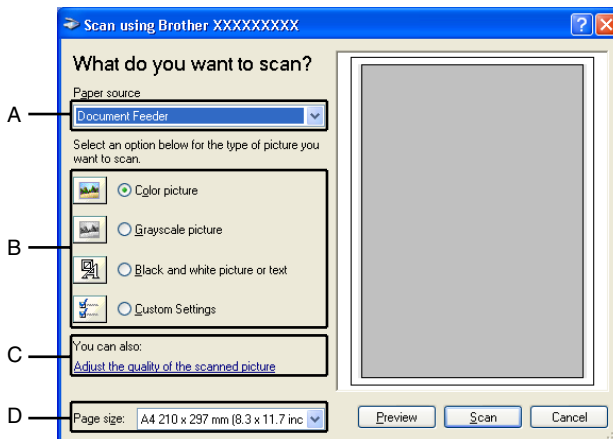 Scan using Brother XXXXXXXXX
What do you want to scan?
A
Paper source
Document Feeder
Select an option below for the type of picture you
want to scan.
B
Color picture
Grayscale picture
Black and white picture or text
Custom Settings
C
You can also:
Adjust the quality of the scanned picture
D
Page size:
A4 210 x 297 mm (8.3 x 11.7 inc
Preview
Scan
Cancel